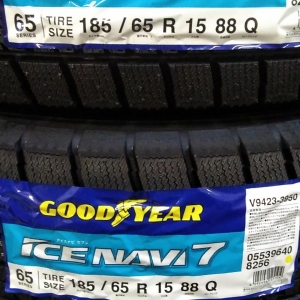 65 SERIES TIRE SIZE 185 / 65 R 15 88 Q
GOODYEAR
V9423-3850
ICE NAVI 7
05539640
8256
65 SERIES TIRE SIZE 185 / 65 R 15 88 Q